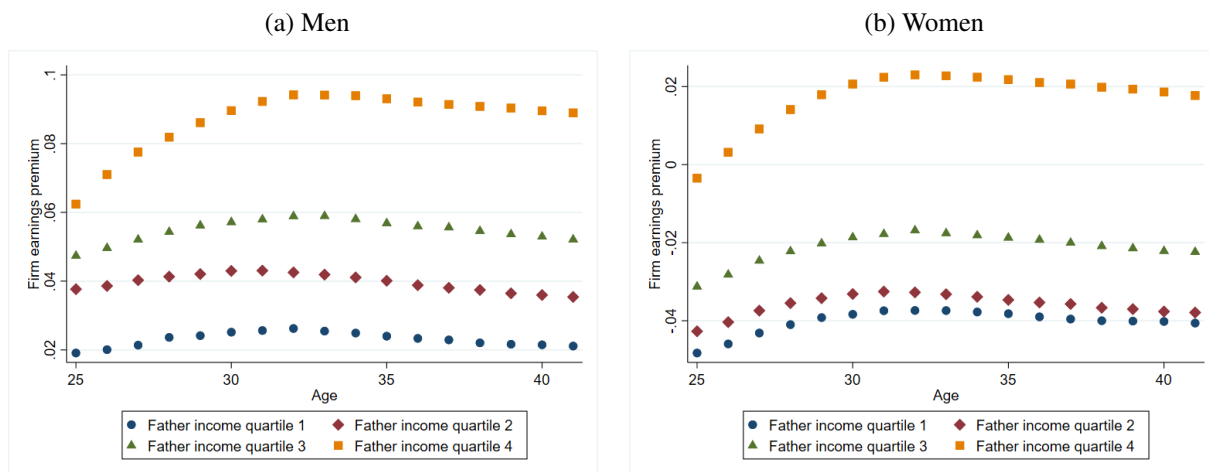 (a) Men
Firm earnings premium
.1
.08
.06
.04
.02
25
30
35
40
Age
Father income quartile 1
Father income quartile 2
Father income quartile 3
Father income quartile 4
(b) Women
Firm earnings premium
.02
0
-.02
-.04
25
30
35
40
Age
Father income quartile 1
Father income quartile 2
Father income quartile 3
Father income quartile 4